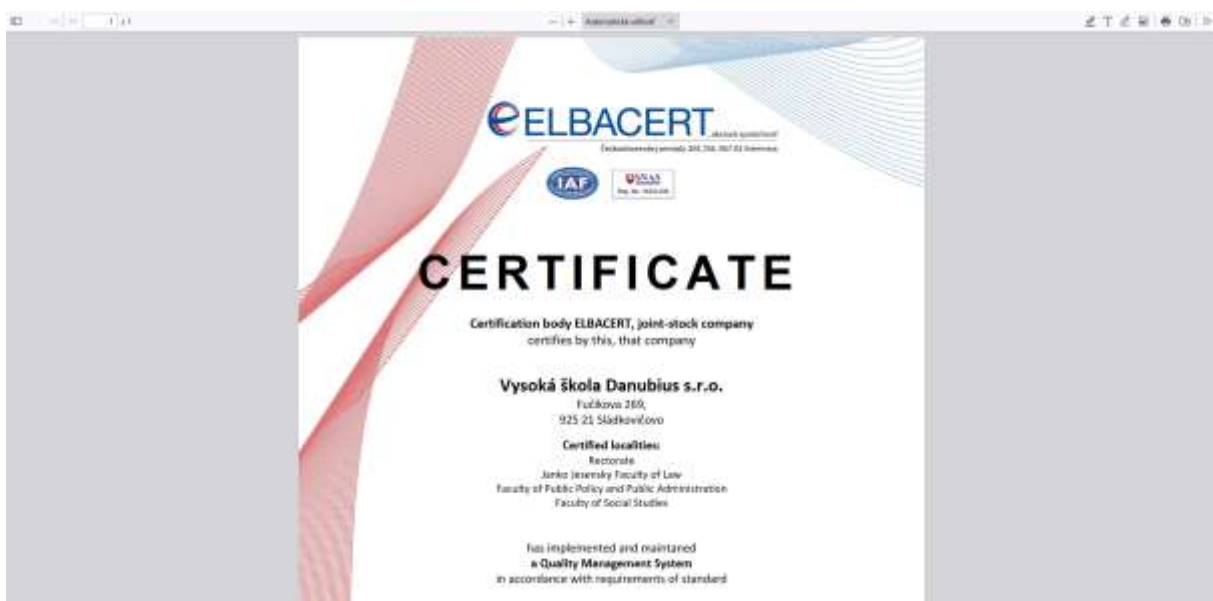 ELBACERT
IAF
SNAS
CERTIFICATE
Certification body ELBACERT, joint-stock company
certifies by this, that company
Vysoká škola Danubius s.r.o.
Fučíkova 269,
925 21 Sládkovičovo
Certified localities:
Rectorate
Janko Jesensky Faculty of Law
Faculty of Public Policy and Public Administration
Faculty of Social Studies
has implemented and maintaned
a Quality Management System
in accordance with requirements of standard